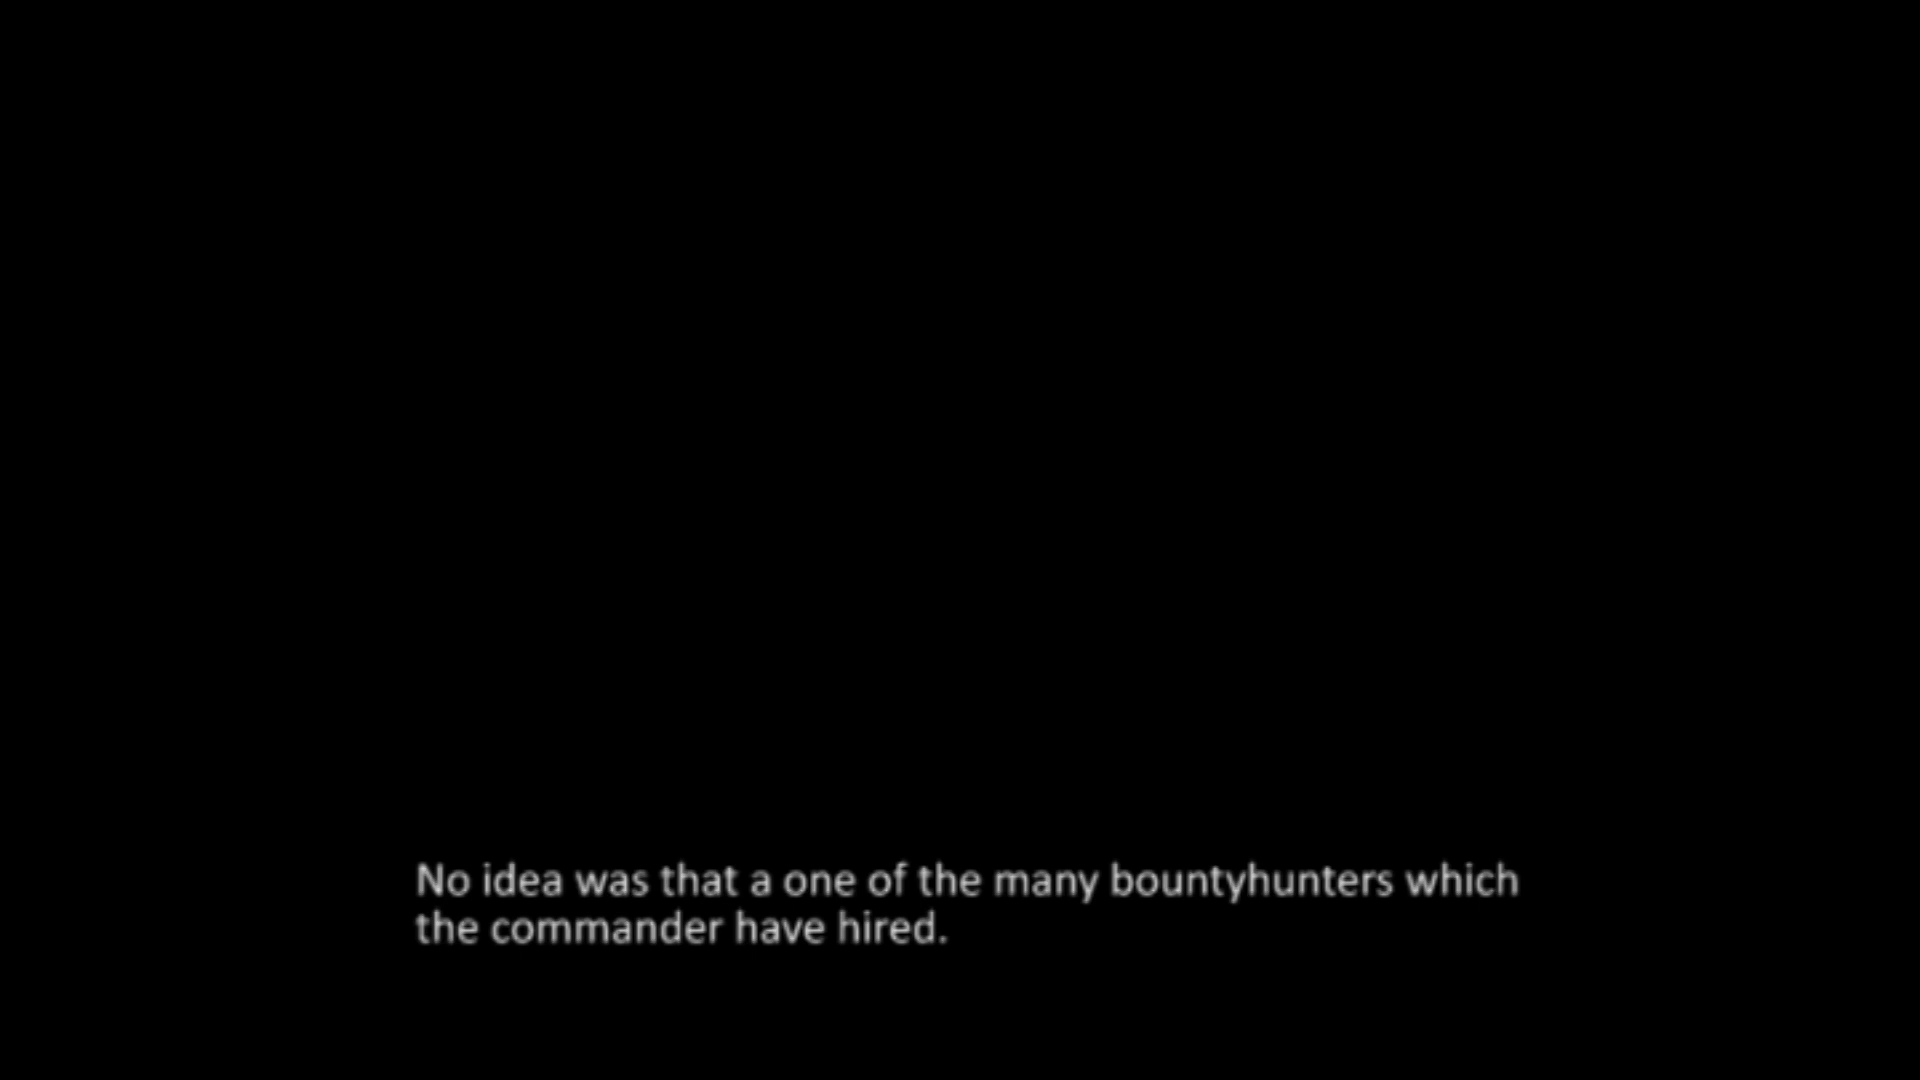 No idea was that a one of the many bountyhunters which
the commander have hired.